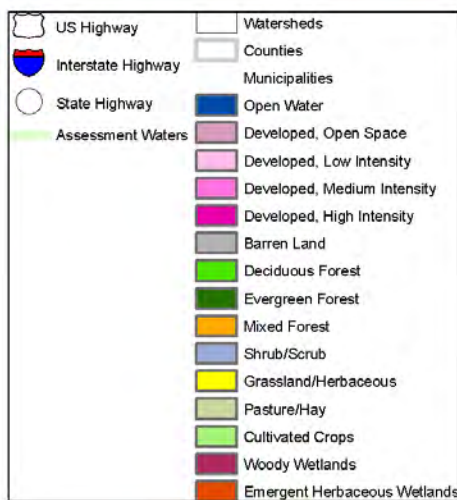 US Highway
Interstate Highway
State Highway
Assessment Waters
Watersheds
Counties
Municipalities
Open Water
Developed, Open Space
Developed, Low Intensity
Developed, Medium Intensity
Developed, High Intensity
Barren Land
Deciduous Forest
Evergreen Forest
Mixed Forest
Shrub/Scrub
Grassland/Herbaceous
Pasture/Hay
Cultivated Crops
Woody Wetlands
Emergent Herbaceous Wetlands